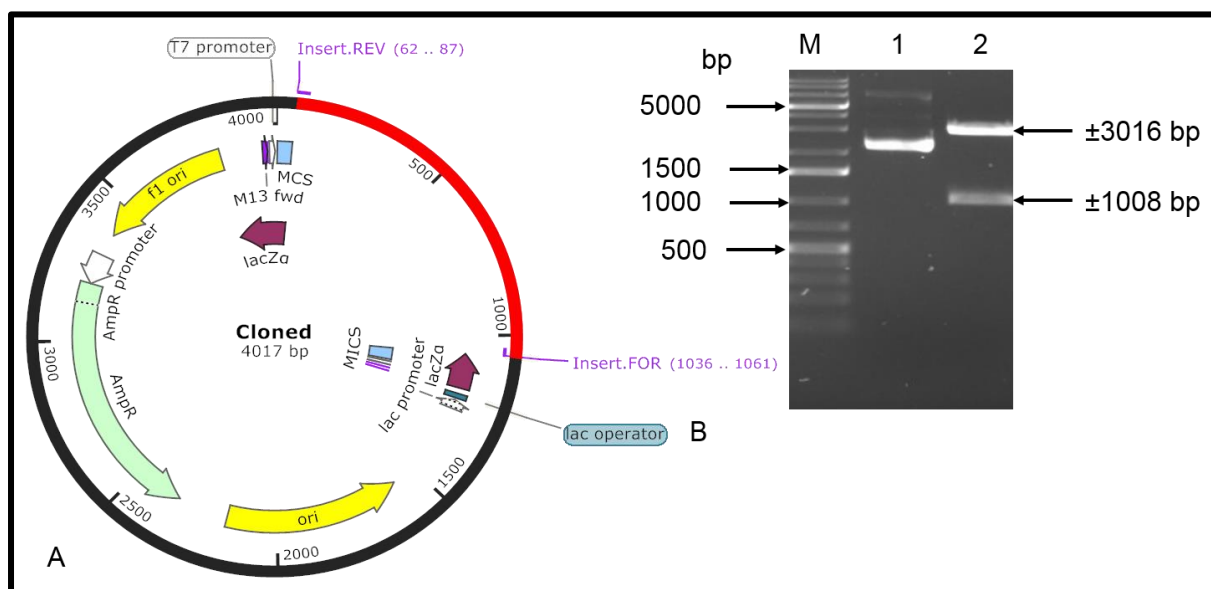 T7 promoter
Insert.REV (62 .. 87)
4000
MCS
M13 fwd
lacZα
f1 ori
3500
AmpR promoter
500
1000
Cloned
4017 bp
MICS
lac promoter
lacZα
Insert.FOR (1036 .. 1061)
lac operator
3000
AmpR
2500
ori
2000
1500
A
B
bp
M
1
2
5000
1500
1000
500
±3016 bp
±1008 bp